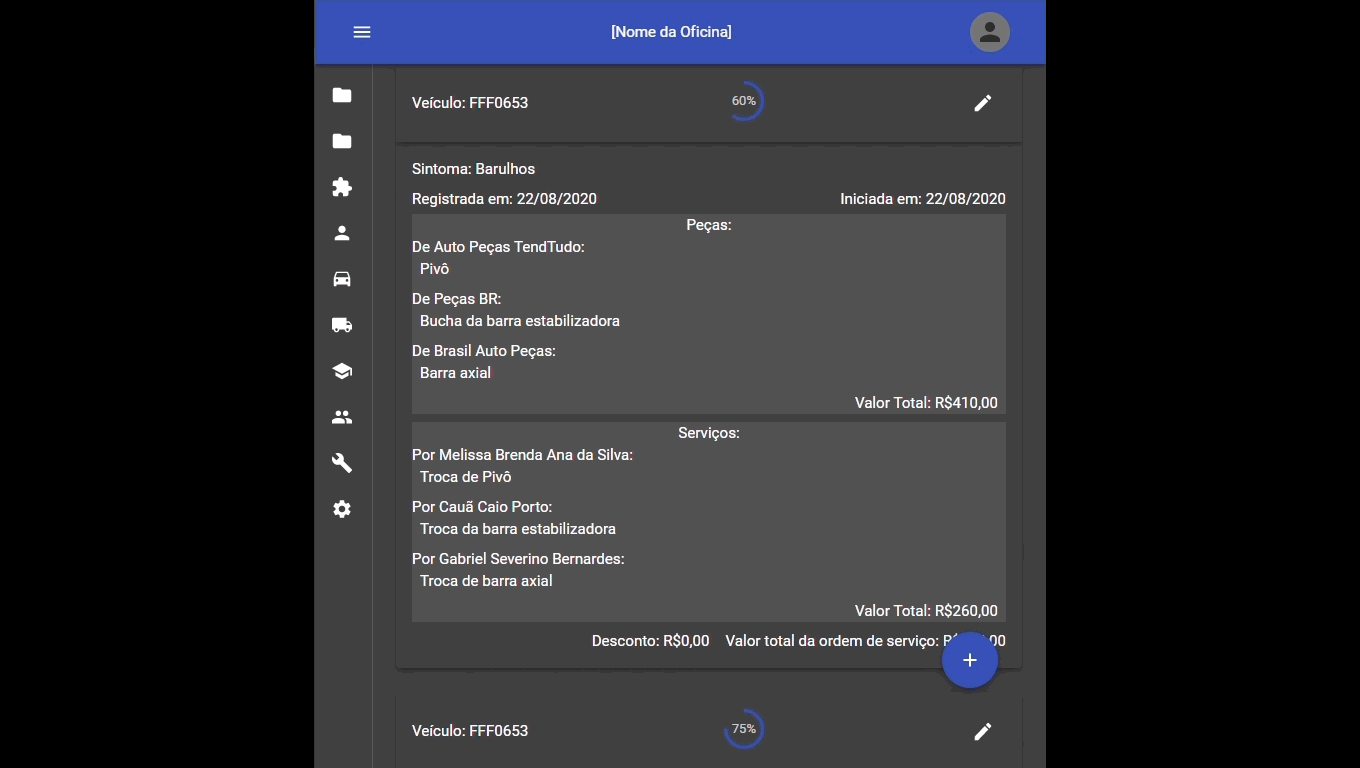 [Nome da Oficina]
Veículo: FFF0653 60%
Sintoma: Barulhos
Registrada em: 22/08/2020 Iniciada em: 22/08/2020
Peças:
De Auto Peças TendTudo:
Pivô
De Peças BR:
Bucha da barra estabilizadora
De Brasil Auto Peças:
Barra axial
Valor Total: R$410,00
Serviços:
Por Melissa Brenda Ana da Silva:
Troca de Pivô
Por Cauã Caio Porto:
Troca da barra estabilizadora
Por Gabriel Severino Bernardes:
Troca de barra axial
Valor Total: R$260,00
Desconto: R$0,00 Valor total da ordem de serviço:
Veículo: FFF0653 75%